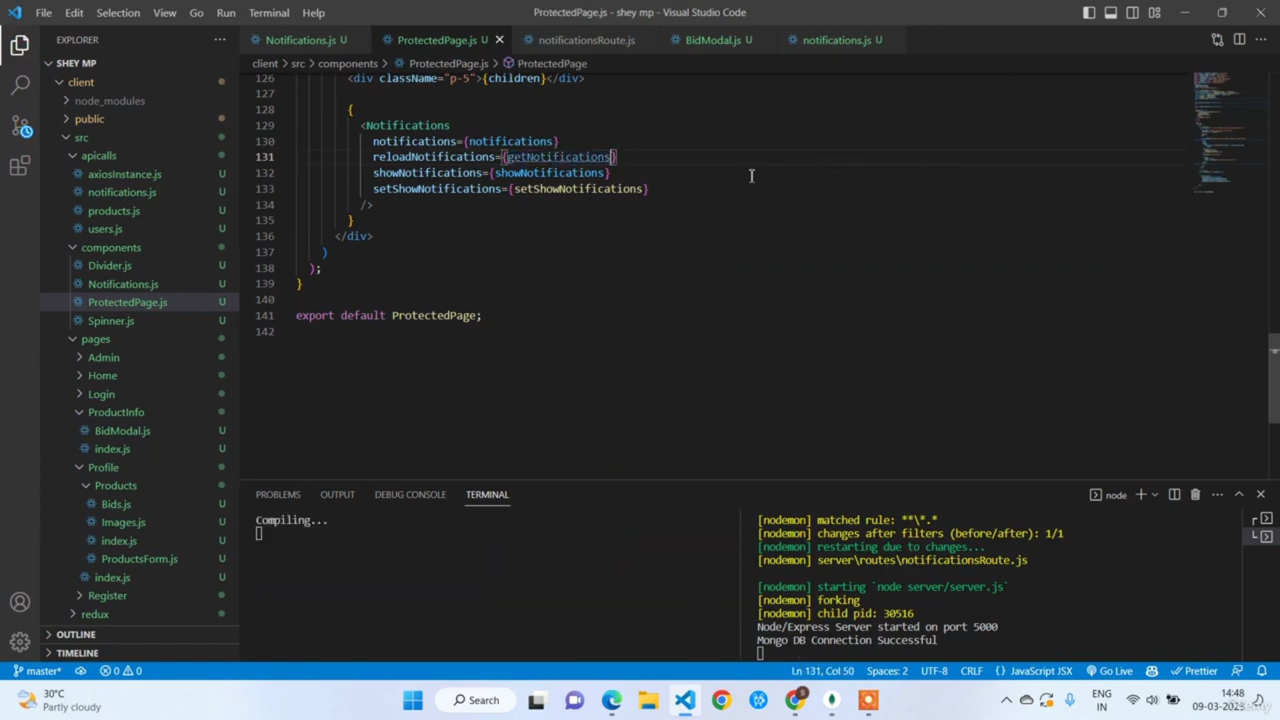 File Edit Selection View Go Run Terminal Help
ProtectedPage.js - shey mp - Visual Studio Code
EXPLORER
Notifications.js U
ProtectedPage.js U
notificationsRoute.js
BidModal.js U
notifications.js U
SHEY MP
client > src > components > ProtectedPage.js > ProtectedPage
client
node_modules
public
src
apicalls
axiosInstance.js U
notifications.js U
products.js U
users.js U
components
Divider.js U
Notifications.js U
ProtectedPage.js U
Spinner.js U
pages
Admin
Home
Login
ProductInfo
BidModal.js U
index.js U
Profile
Products
Bids.js U
Images.js U
index.js U
ProductsForm.js U
index.js U
Register
redux
OUTLINE
TIMELINE
126 <div className="p-5">{children}</div>
127
128 {
129 <Notifications
130 notifications={notifications}
131 reloadNotifications={getNotifications}
132 showNotifications={showNotifications}
133 setShowNotifications={setShowNotifications}
134 />
135 }
136 </div>
137 )
138 );
139 }
140
141 export default ProtectedPage;
142
PROBLEMS OUTPUT DEBUG CONSOLE TERMINAL
node
Compiling...
[nodemon] matched rule: **\*.*
[nodemon] changes after filters (before/after): 1/1
[nodemon] restarting due to changes...
[nodemon] server\routes\notificationsRoute.js
[nodemon] starting `node server/server.js`
[nodemon] forking
[nodemon] child pid: 30516
Node/Express Server started on port 5000
Mongo DB Connection Successful
master* 0 0
Ln 131, Col 50 Spaces: 2 UTF-8 CRLF {} JavaScript JSX Go Live Prettier
30°C
Partly cloudy
Search
ENG
IN
14:48